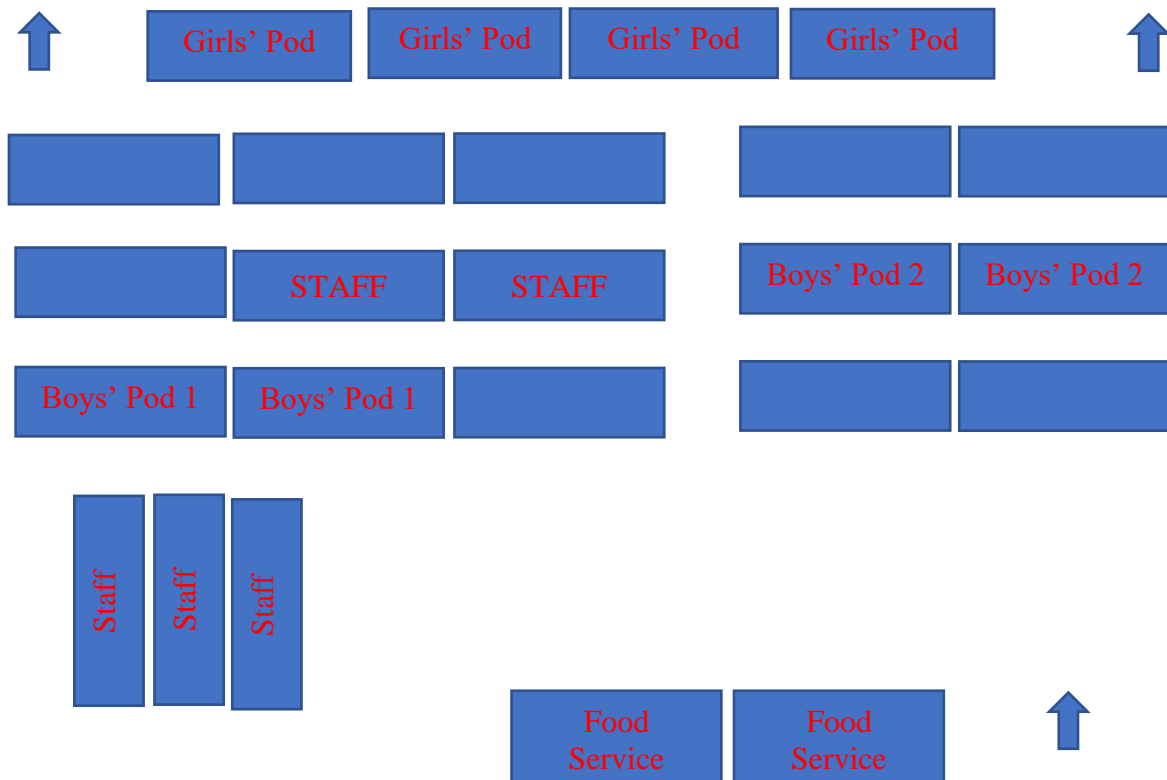 Girls’ Pod
Girls’ Pod
Girls’ Pod
Girls’ Pod
STAFF
STAFF
Boys’ Pod 2
Boys’ Pod 2
Boys’ Pod 1
Boys’ Pod 1
Staff
Staff
Staff
Food
Service
Food
Service